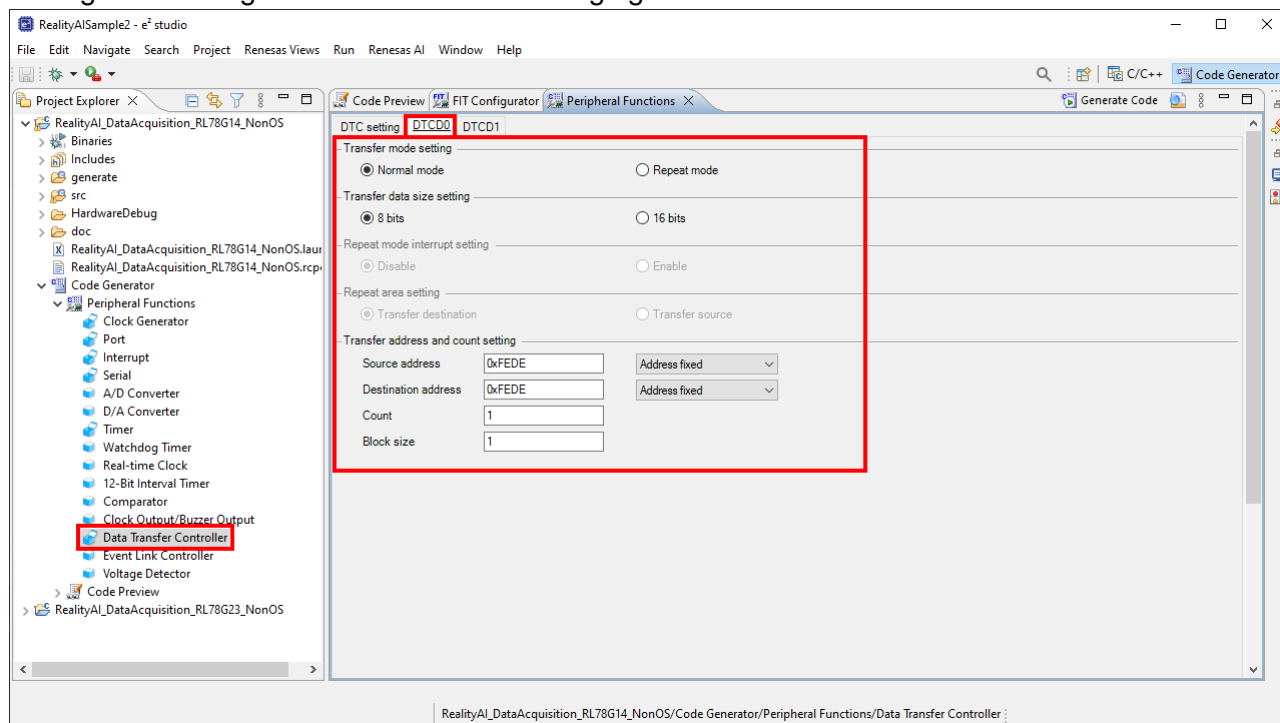 RealityAISample2 - e² studio
File Edit Navigate Search Project Renesas Views Run Renesas AI Window Help
C/C++ Code Generator
Project Explorer
Code Preview FIT Configurator Peripheral Functions
Generate Code
RealityAI_DataAcquisition_RL78G14_NonOS
Binaries
Includes
generate
src
HardwareDebug
doc
RealityAI_DataAcquisition_RL78G14_NonOS.laur
RealityAI_DataAcquisition_RL78G14_NonOS.rcp
Code Generator
Peripheral Functions
Clock Generator
Port
Interrupt
Serial
A/D Converter
D/A Converter
Timer
Watchdog Timer
Real-time Clock
12-Bit Interval Timer
Comparator
Clock Output/Buzzer Output
Data Transfer Controller
Event Link Controller
Voltage Detector
Code Preview
RealityAI_DataAcquisition_RL78G23_NonOS
DTC setting DTCD0 DTCD1
Transfer mode setting
Normal mode Repeat mode
Transfer data size setting
8 bits 16 bits
Repeat mode interrupt setting
Disable Enable
Repeat area setting
Transfer destination Transfer source
Transfer address and count setting
Source address 0xFEDE Address fixed
Destination address 0xFEDE Address fixed
Count 1
Block size 1
RealityAI_DataAcquisition_RL78G14_NonOS/Code Generator/Peripheral Functions/Data Transfer Controller